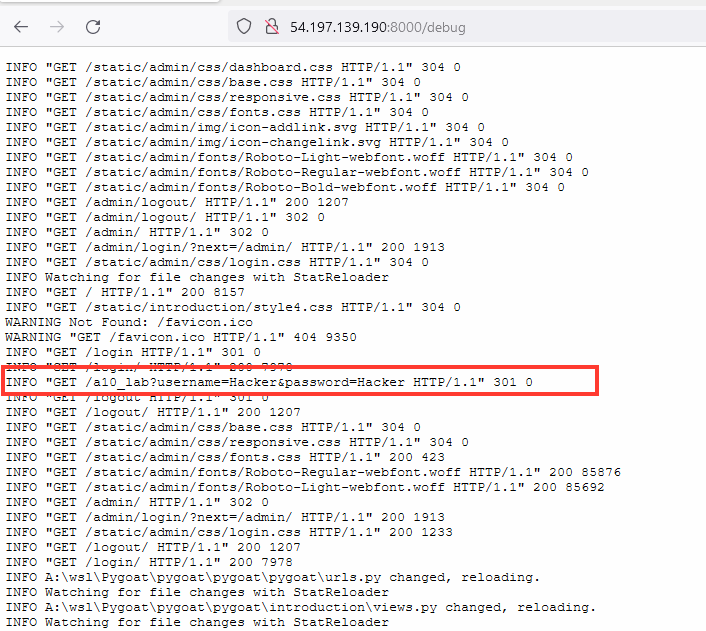 54.197.139.190:8000/debug
INFO "GET /static/admin/css/dashboard.css HTTP/1.1" 304 0
INFO "GET /static/admin/css/base.css HTTP/1.1" 304 0
INFO "GET /static/admin/css/responsive.css HTTP/1.1" 304 0
INFO "GET /static/admin/css/fonts.css HTTP/1.1" 304 0
INFO "GET /static/admin/img/icon-addlink.svg HTTP/1.1" 304 0
INFO "GET /static/admin/img/icon-changelink.svg HTTP/1.1" 304 0
INFO "GET /static/admin/fonts/Roboto-Light-webfont.woff HTTP/1.1" 304 0
INFO "GET /static/admin/fonts/Roboto-Regular-webfont.woff HTTP/1.1" 304 0
INFO "GET /static/admin/fonts/Roboto-Bold-webfont.woff HTTP/1.1" 304 0
INFO "GET /admin/logout/ HTTP/1.1" 200 1207
INFO "GET /admin/logout/ HTTP/1.1" 302 0
INFO "GET /admin/ HTTP/1.1" 302 0
INFO "GET /admin/login/?next=/admin/ HTTP/1.1" 200 1913
INFO "GET /static/admin/css/login.css HTTP/1.1" 304 0
INFO Watching for file changes with StatReloader
INFO "GET / HTTP/1.1" 200 8157
INFO "GET /static/introduction/style4.css HTTP/1.1" 304 0
WARNING Not Found: /favicon.ico
WARNING "GET /favicon.ico HTTP/1.1" 404 9350
INFO "GET /login HTTP/1.1" 301 0
INFO "GET /login/ HTTP/1.1" 200 7978
INFO "GET /a10_lab?username=Hacker&password=Hacker HTTP/1.1" 301 0
INFO "GET /logout HTTP/1.1" 301 0
INFO "GET /logout/ HTTP/1.1" 200 1207
INFO "GET /static/admin/css/base.css HTTP/1.1" 304 0
INFO "GET /static/admin/css/responsive.css HTTP/1.1" 304 0
INFO "GET /static/admin/css/fonts.css HTTP/1.1" 200 423
INFO "GET /static/admin/fonts/Roboto-Regular-webfont.woff HTTP/1.1" 200 85876
INFO "GET /static/admin/fonts/Roboto-Light-webfont.woff HTTP/1.1" 200 85692
INFO "GET /admin/ HTTP/1.1" 302 0
INFO "GET /admin/login/?next=/admin/ HTTP/1.1" 200 1913
INFO "GET /static/admin/css/login.css HTTP/1.1" 200 1233
INFO "GET /logout/ HTTP/1.1" 200 1207
INFO "GET /login/ HTTP/1.1" 200 7978
INFO A:\wsl\Pygoat\pygoat\pygoat\pygoat\urls.py changed, reloading.
INFO Watching for file changes with StatReloader
INFO A:\wsl\Pygoat\pygoat\pygoat\introduction\views.py changed, reloading.
INFO Watching for file changes with StatReloader